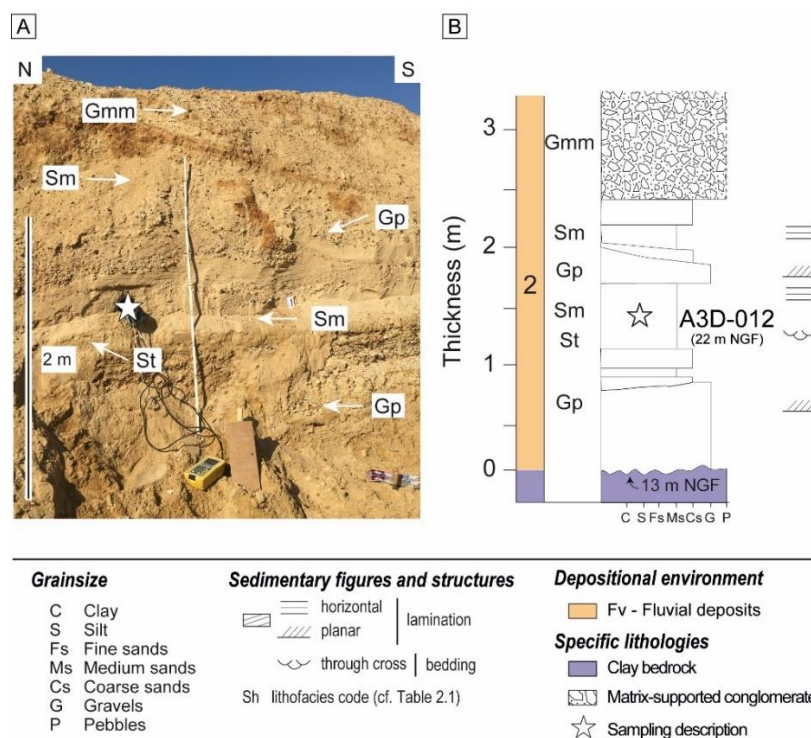 A
N
S
Gmm
Sm
Gp
Sm
2 m
St
Gp
B
Thickness (m)
3
2
1
0
2
Gmm
Sm
Gp
Sm
St
Gp
A3D-012
(22 m NGF)
13 m NGF
C S Fs Ms Cs G P
Grainsize
C Clay
S Silt
Fs Fine sands
Ms Medium sands
Cs Coarse sands
G Gravels
P Pebbles
Sedimentary figures and structures
horizontal
planar
lamination
through cross
bedding
Sh lithofacies code (cf. Table 2.1)
Depositional environment
Fv - Fluvial deposits
Specific lithologies
Clay bedrock
Matrix-supported conglomerate
Sampling description